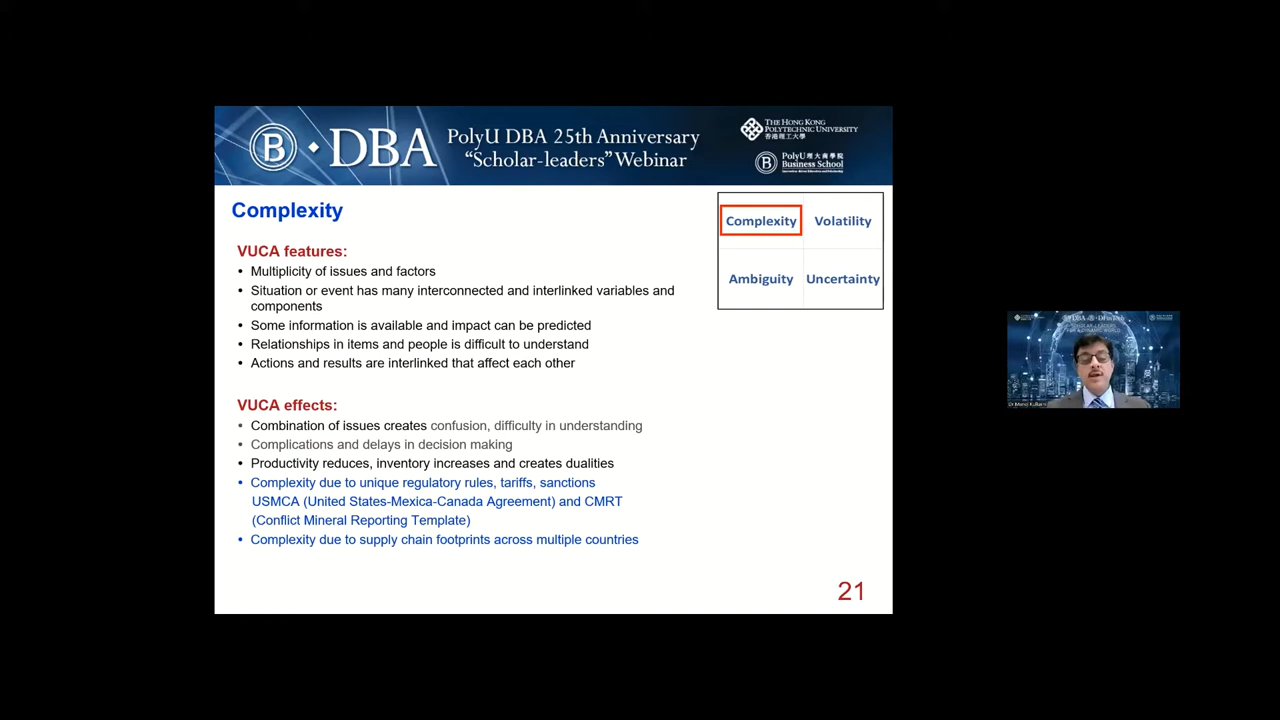 B • DBA
PolyU DBA 25th Anniversary
“Scholar-leaders” Webinar
THE HONG KONG
POLYTECHNIC UNIVERSITY
香港理工大學
B
PolyU 理大商學院
Business School
Complexity
Complexity Volatility
Ambiguity Uncertainty
VUCA features:
• Multiplicity of issues and factors
• Situation or event has many interconnected and interlinked variables and
components
• Some information is available and impact can be predicted
• Relationships in items and people is difficult to understand
• Actions and results are interlinked that affect each other
VUCA effects:
• Combination of issues creates confusion, difficulty in understanding
• Complications and delays in decision making
• Productivity reduces, inventory increases and creates dualities
• Complexity due to unique regulatory rules, tariffs, sanctions
USMCA (United States-Mexica-Canada Agreement) and CMRT
(Conflict Mineral Reporting Template)
• Complexity due to supply chain footprints across multiple countries
21